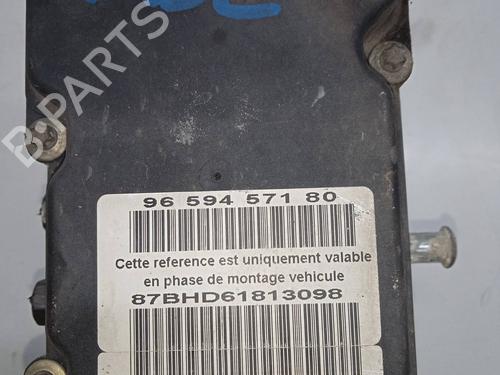 B-PARTS
96 594 571 80
Cette reference est uniquement valable
en phase de montage vehicule
87BHD61813098